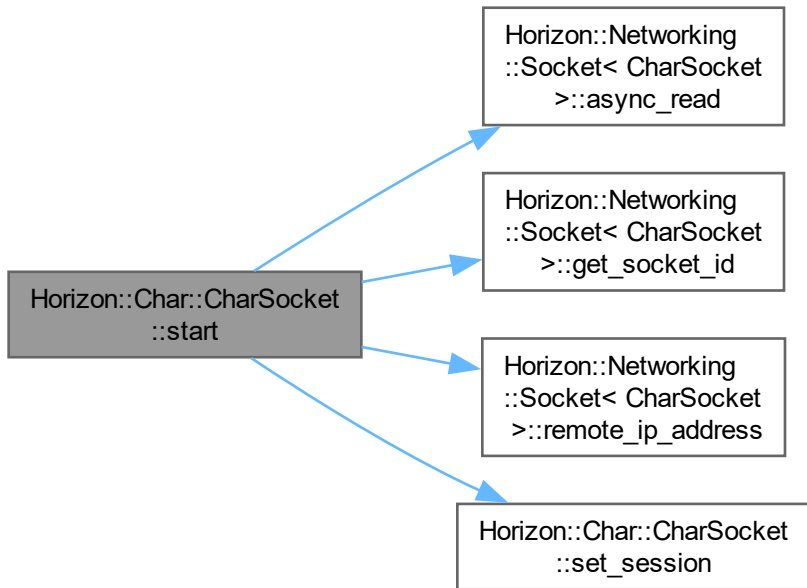 Horizon::Networking
::Socket< CharSocket
>::async_read
Horizon::Networking
::Socket< CharSocket
>::get_socket_id
Horizon::Char::CharSocket
::start
Horizon::Networking
::Socket< CharSocket
>::remote_ip_address
Horizon::Char::CharSocket
::set_session